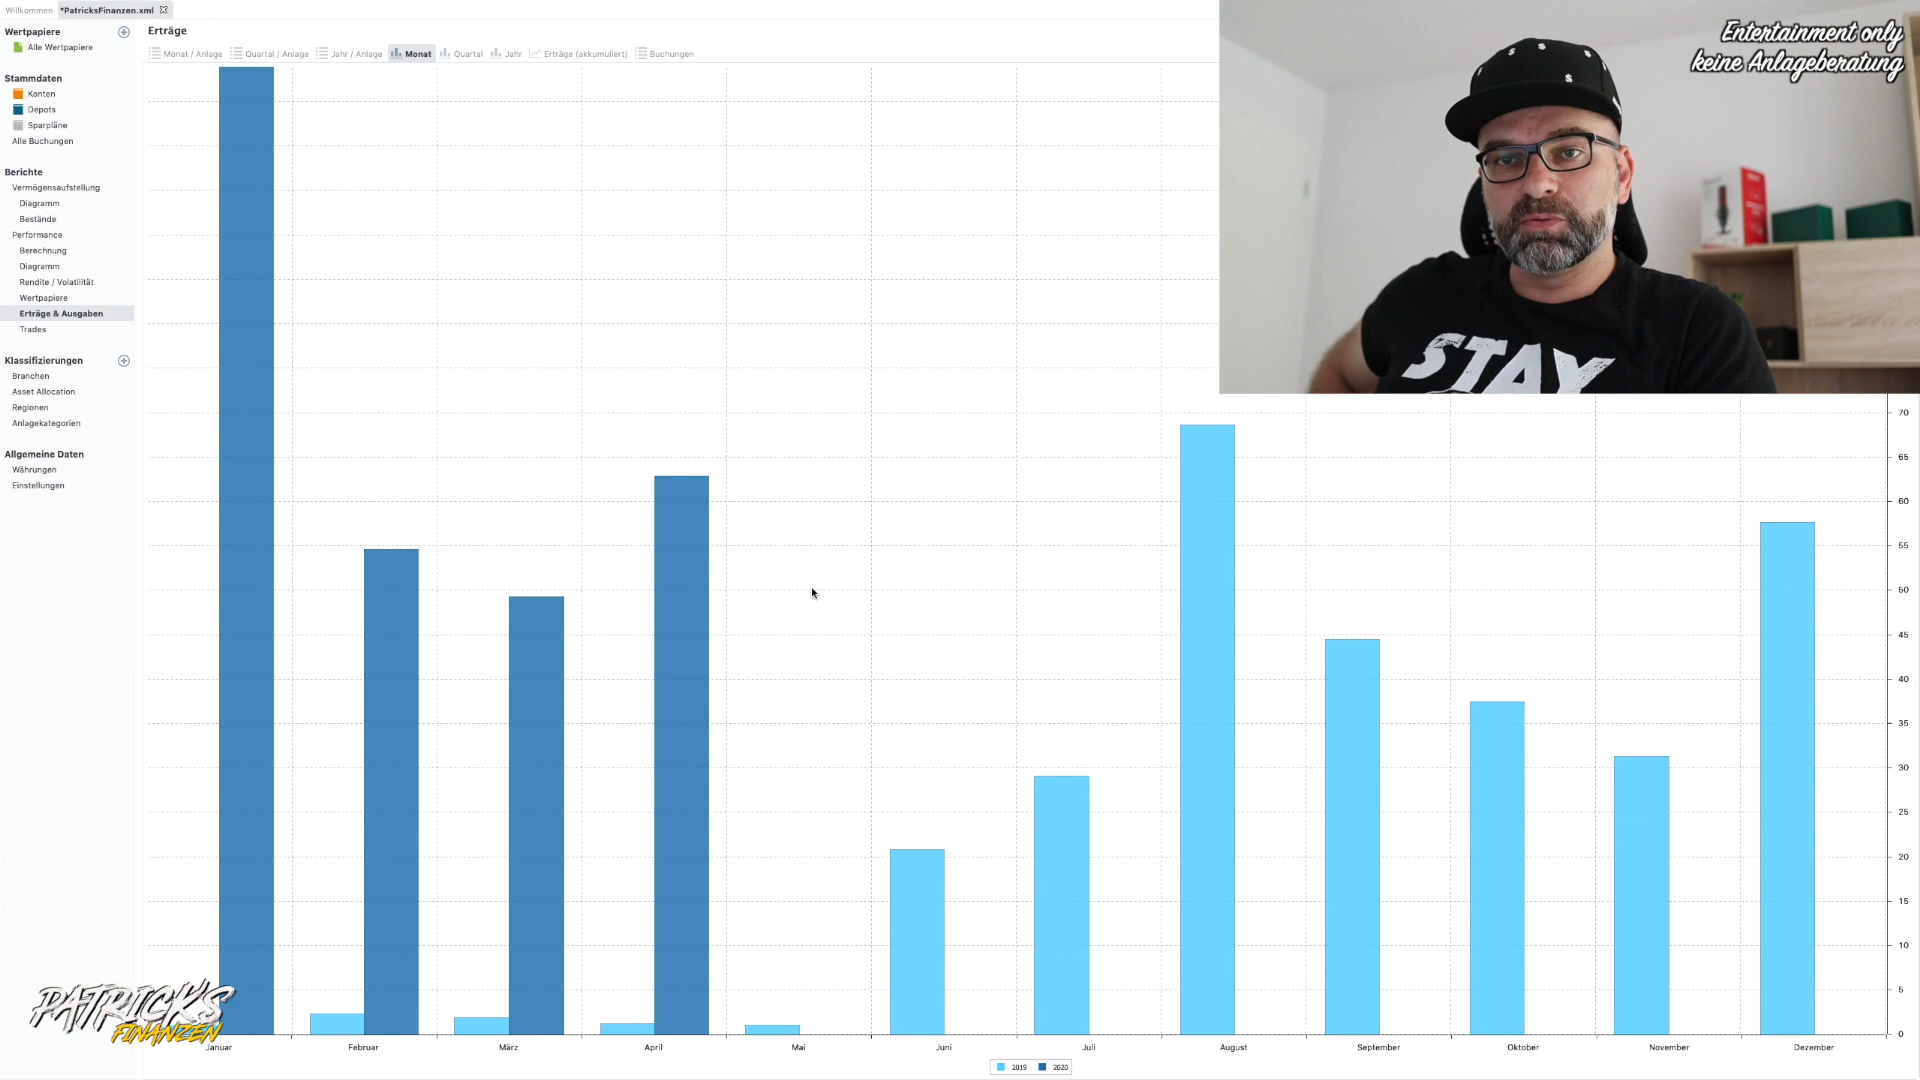 Willkommen
*PatricksFinanzen.xml
Wertpapiere
Alle Wertpapiere
Stammdaten
Konten
Depots
Sparpläne
Alle Buchungen
Berichte
Vermögensaufstellung
Diagramm
Bestände
Performance
Berechnung
Diagramm
Rendite / Volatilität
Wertpapiere
Erträge & Ausgaben
Trades
Klassifizierungen
Branchen
Asset Allocation
Regionen
Anlagekategorien
Allgemeine Daten
Währungen
Einstellungen
Erträge
Monat / Anlage
Quartal / Anlage
Jahr / Anlage
Monat
Quartal
Jahr
Erträge (akkumuliert)
Buchungen
Entertainment only
keine Anlageberatung
$ $ $ $ $
STAY
70
65
60
55
50
45
40
35
30
25
20
15
10
5
0
Januar
Februar
März
April
Mai
Juni
Juli
August
September
Oktober
November
Dezember
2019
2020
PATRICKS
FINANZEN